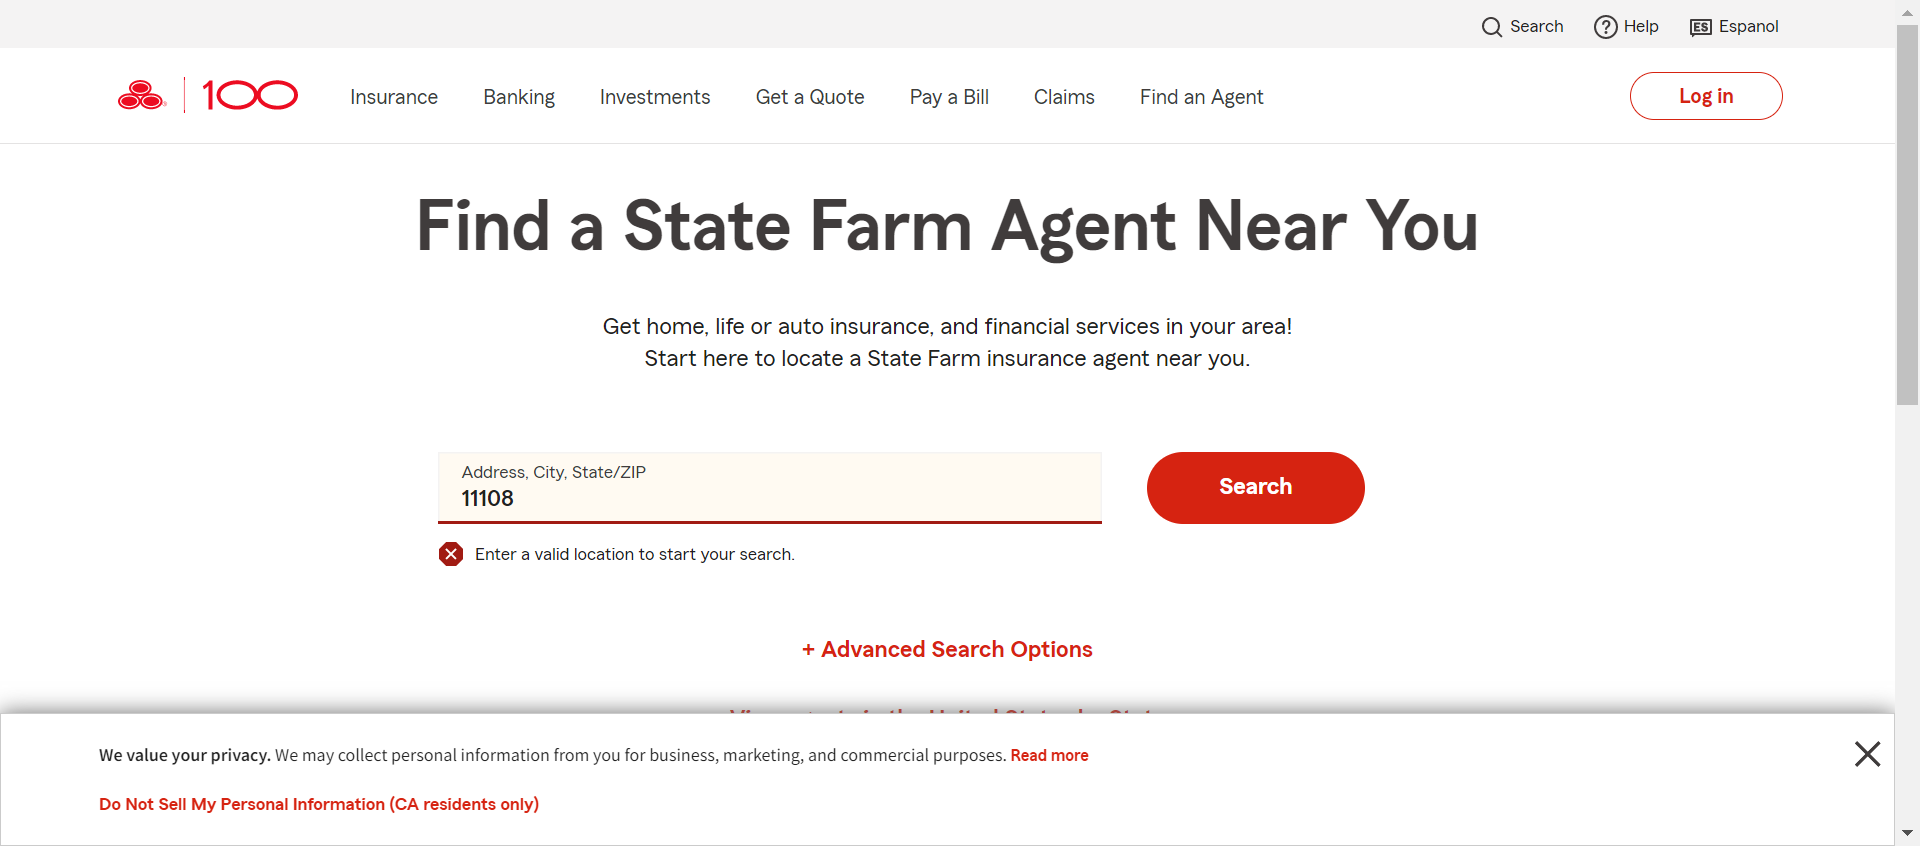 Search
Help
ES Espanol
100
Insurance
Banking
Investments
Get a Quote
Pay a Bill
Claims
Find an Agent
Log in
Find a State Farm Agent Near You
Get home, life or auto insurance, and financial services in your area!
Start here to locate a State Farm insurance agent near you.
Address, City, State/ZIP
11108
Search
Enter a valid location to start your search.
+ Advanced Search Options
We value your privacy. We may collect personal information from you for business, marketing, and commercial purposes. Read more
Do Not Sell My Personal Information (CA residents only)